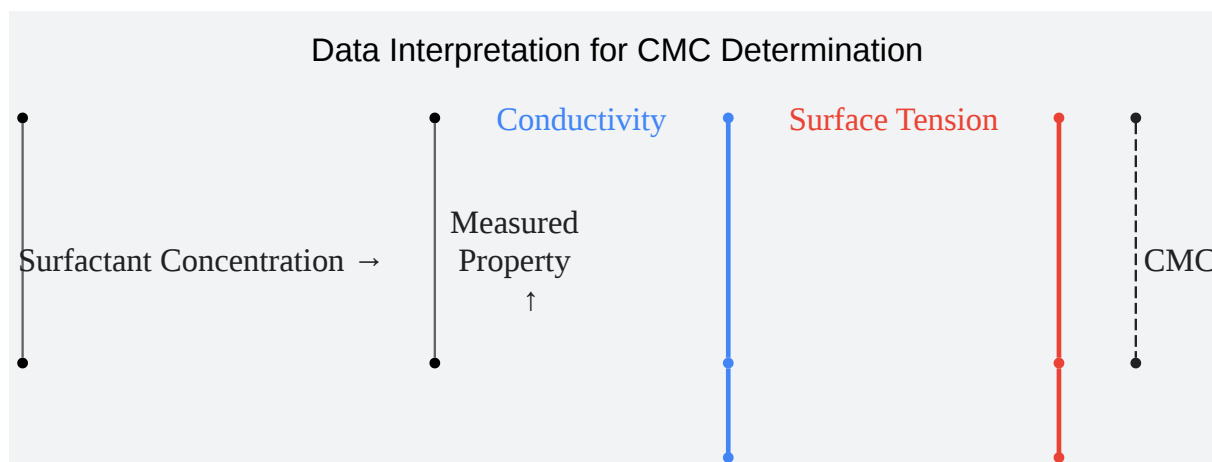 Data Interpretation for CMC Determination
Conductivity
Surface Tension
Surfactant Concentration →
Measured
Property
↑
CMC